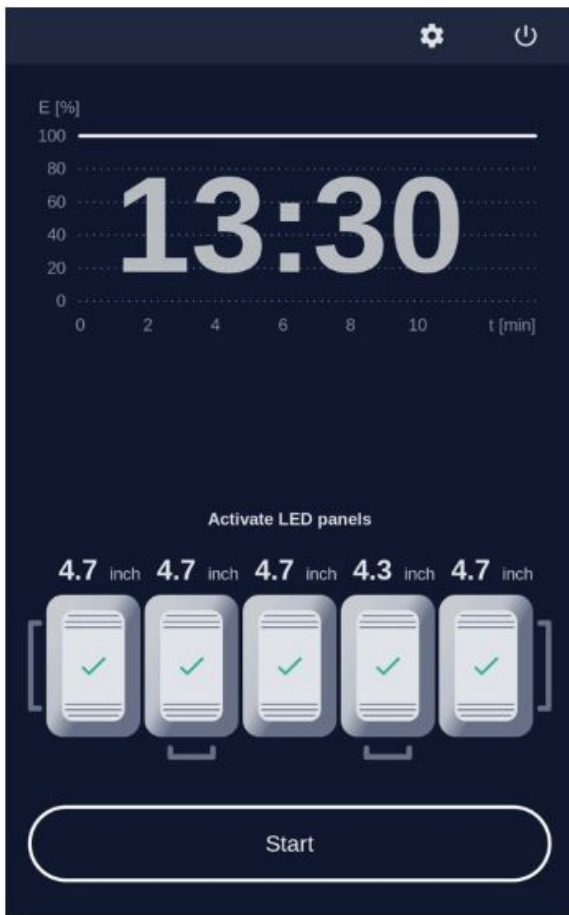 E [%]
100
80
60
40
20
0
13:30
0 2 4 6 8 10 t [min]
Activate LED panels
4.7 inch 4.7 inch 4.7 inch 4.3 inch 4.7 inch
Start